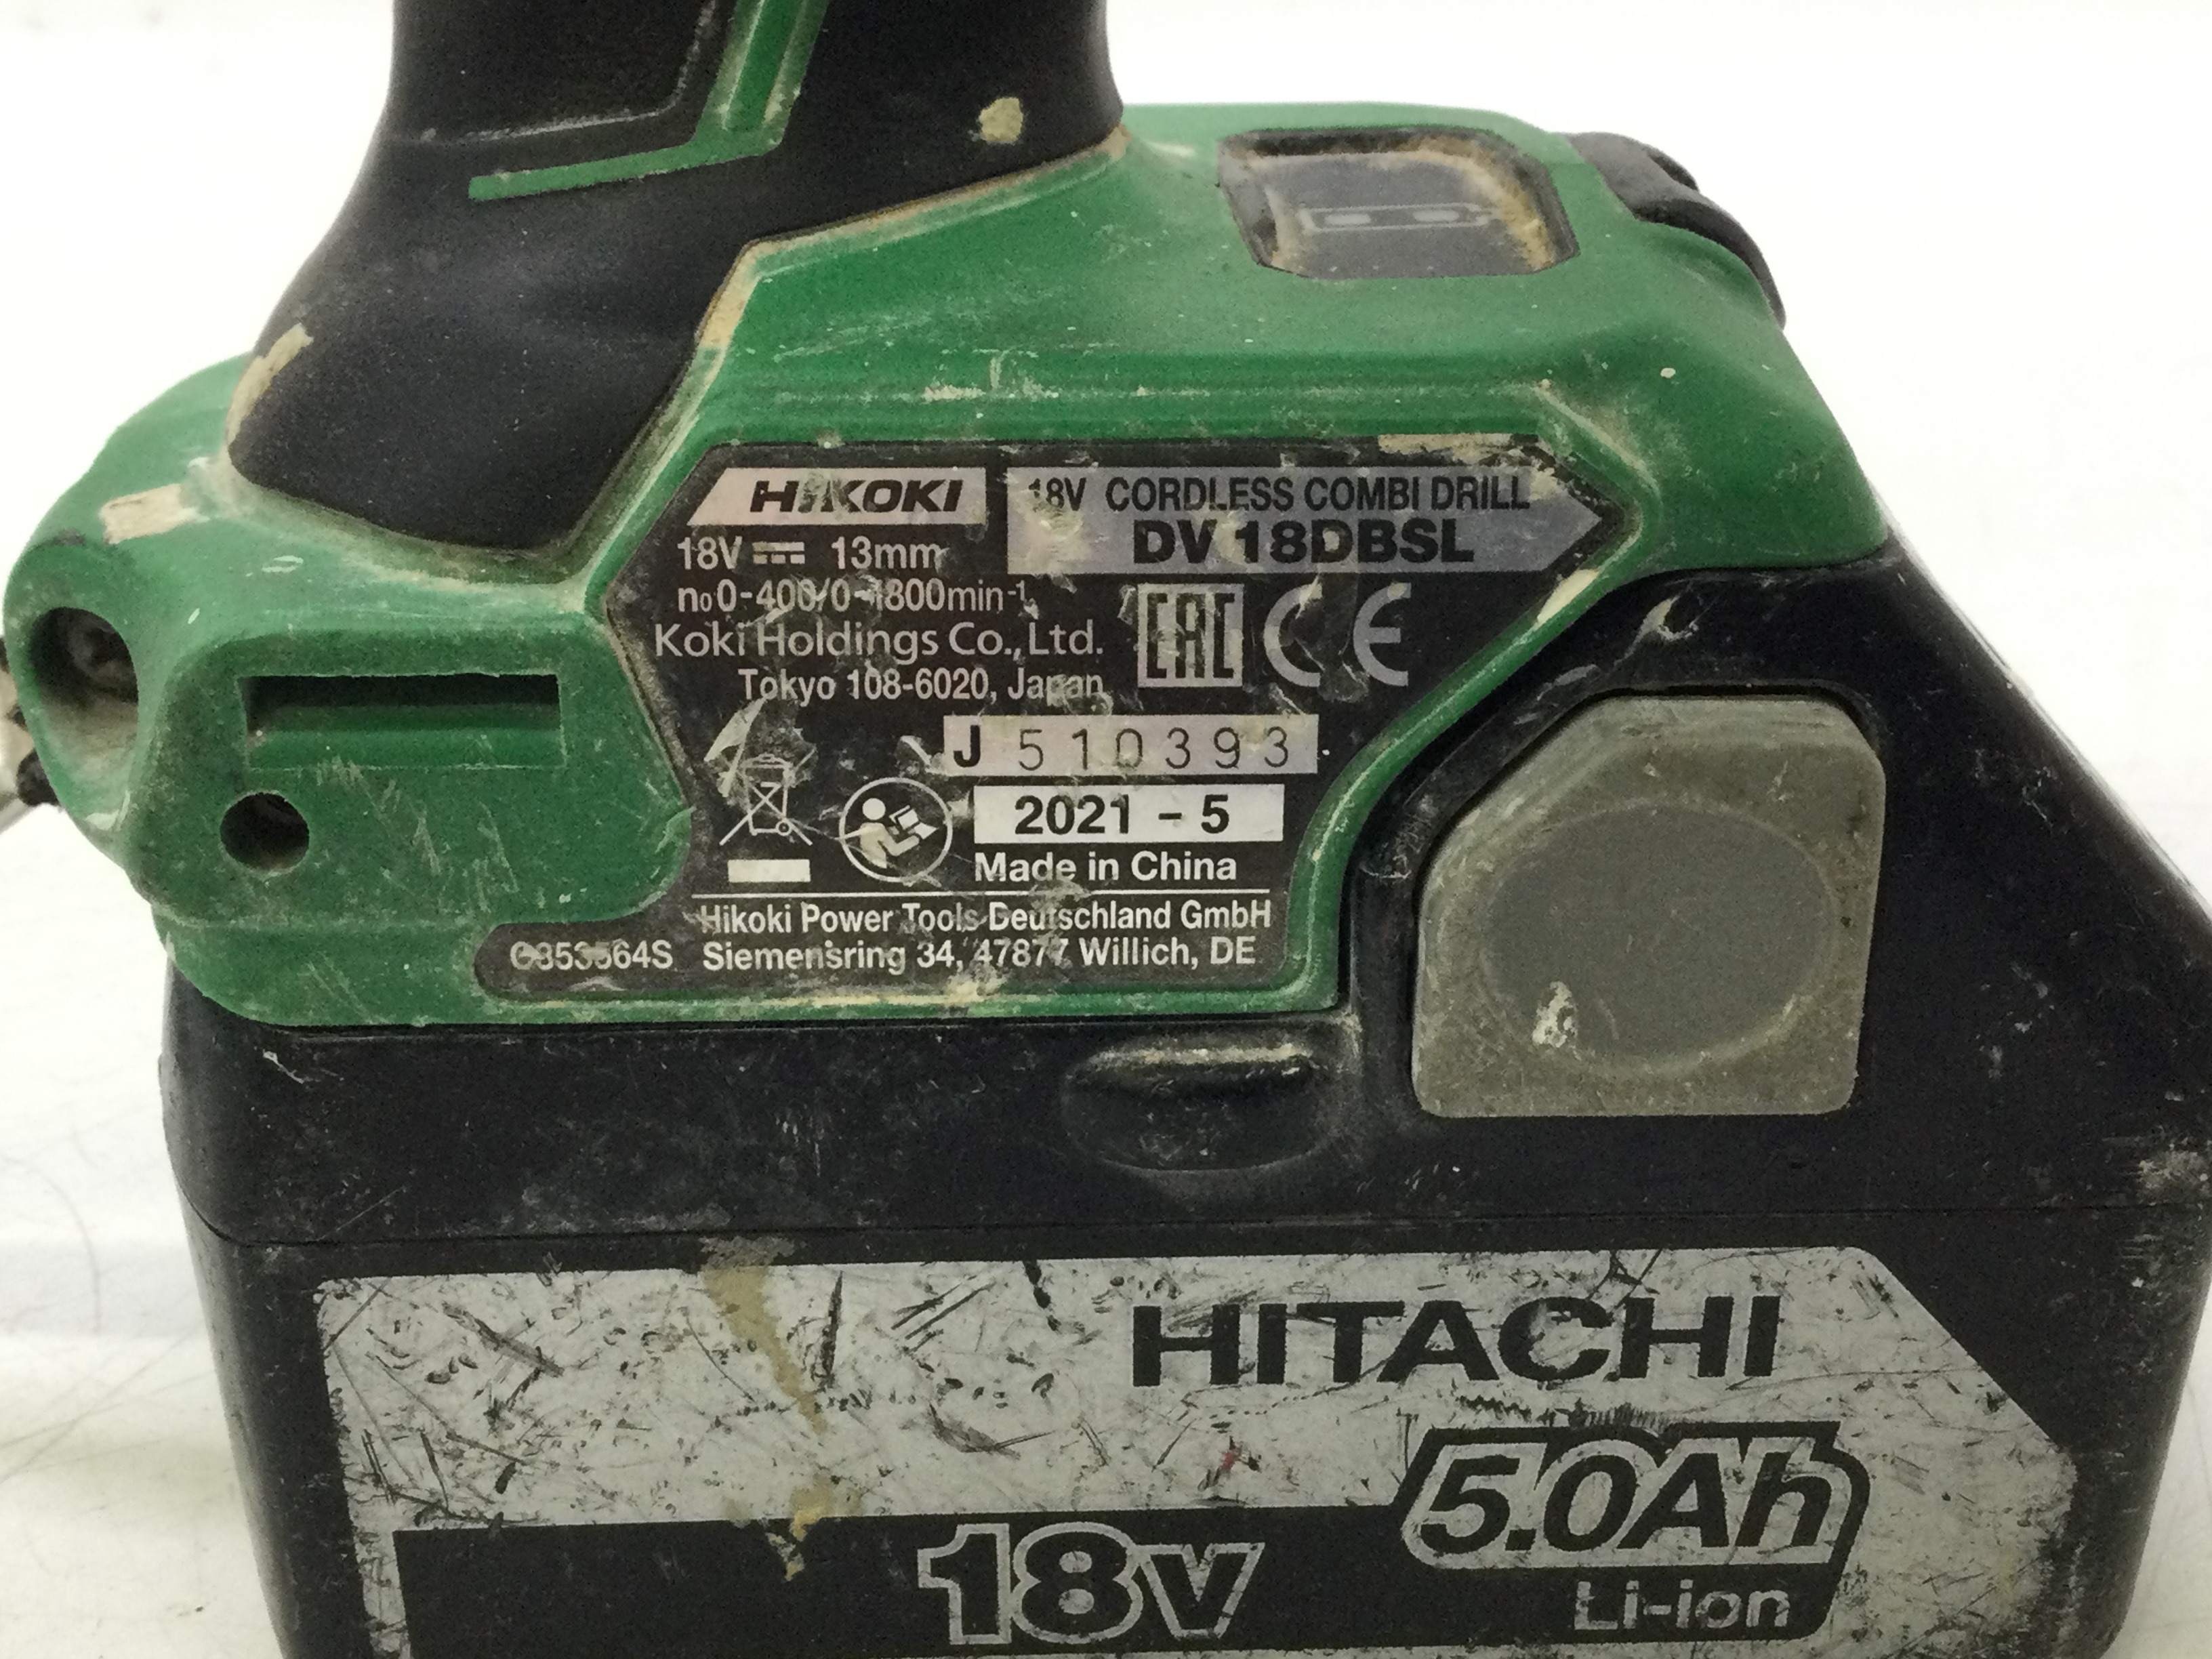 HiKOKI
18V CORDLESS COMBI DRILL
DV 18DBSL
18V ⎓ 13mm
n₀0-400/0-1800min⁻¹
Koki Holdings Co., Ltd.
Tokyo 108-6020, Japan
EAC CE
J 510393
2021 - 5
Made in China
Hikoki Power Tools Deutschland GmbH
Siemensring 34, 47877 Willich, DE
HITACHI
5.0Ah
18V
Li-ion